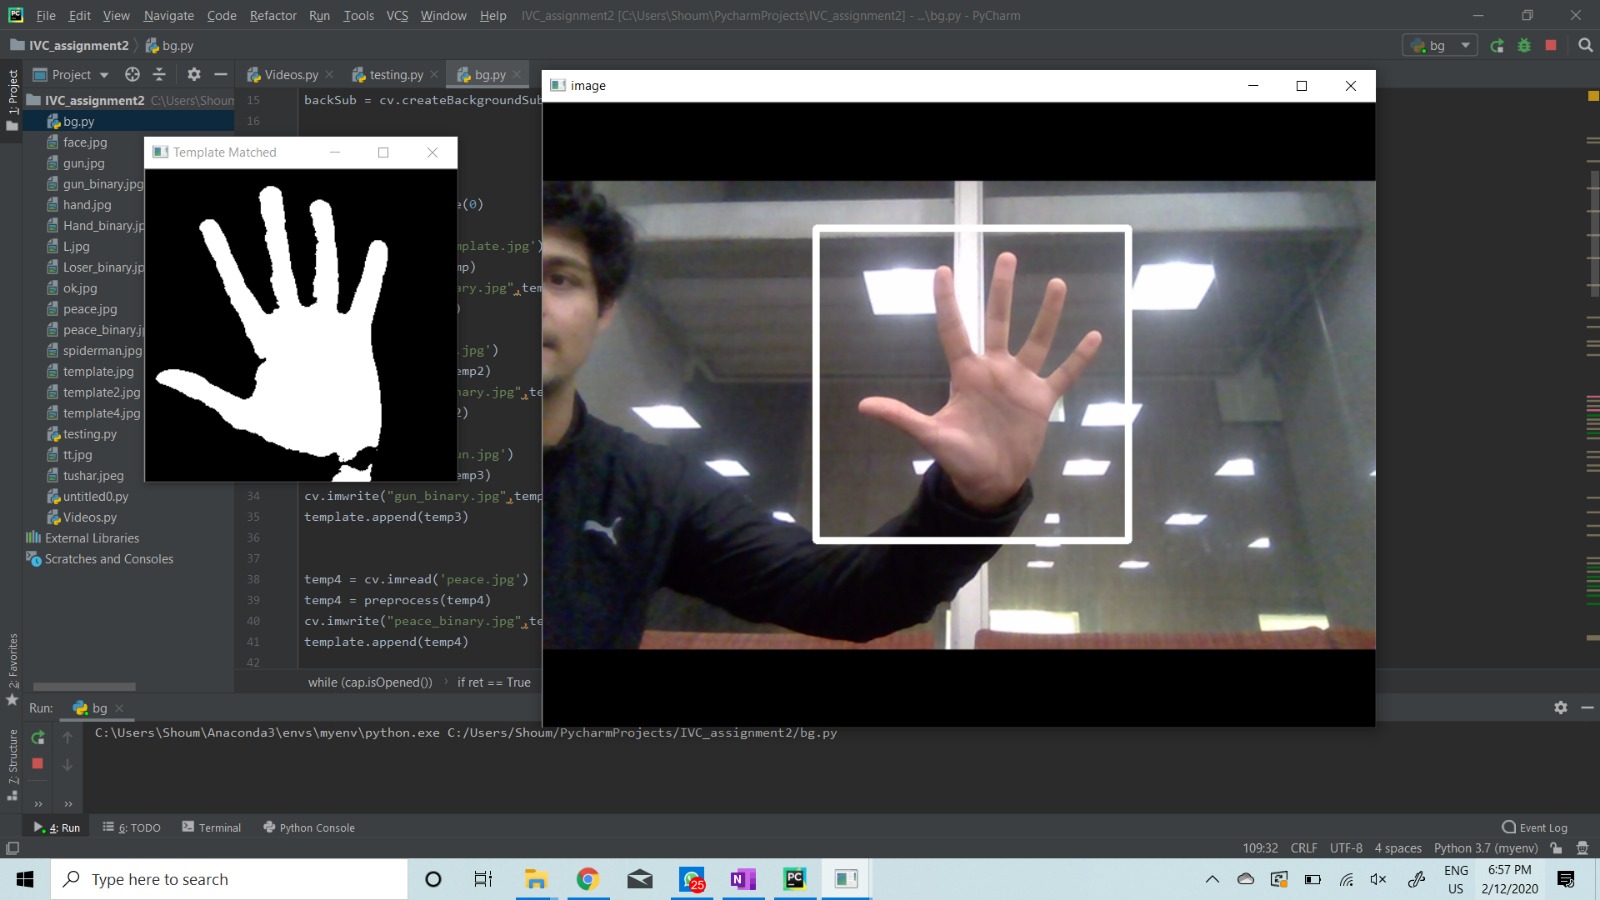 File Edit View Navigate Code Refactor Run Tools VCS Window Help IVC_assignment2 [C:\Users\Shoum\PycharmProjects\IVC_assignment2] - ...\bg.py - PyCharm
IVC_assignment2 bg.py bg
1: Project
Project Videos.py testing.py bg.py
IVC_assignment2 C:\Users\Shoum
bg.py
face.jpg
gun.jpg
gun_binary.jpg
hand.jpg
Hand_binary.jp
L.jpg
Loser_binary.jp
ok.jpg
peace.jpg
peace_binary.j
spiderman.jpg
template.jpg
template2.jpg
template4.jpg
testing.py
tt.jpg
tushar.jpeg
untitled0.py
Videos.py
External Libraries
Scratches and Consoles
15 backSub = cv.createBackgroundSub
16
e(0)
mplate.jpg')
mp)
ary.jpg",tem
)
.jpg')
mp2)
nary.jpg",te
2)
un.jpg')
mp3)
34 cv.imwrite("gun_binary.jpg",temp
35 template.append(temp3)
36
37
38 temp4 = cv.imread('peace.jpg')
39 temp4 = preprocess(temp4)
40 cv.imwrite("peace_binary.jpg",te
41 template.append(temp4)
42
while (cap.isOpened()) if ret == True
Template Matched
image
2: Favorites
7: Structure
Run: bg
C:\Users\Shoum\Anaconda3\envs\myenv\python.exe C:/Users/Shoum/PycharmProjects/IVC_assignment2/bg.py
4: Run 6: TODO Terminal Python Console Event Log
109:32 CRLF UTF-8 4 spaces Python 3.7 (myenv)
Type here to search
25
ENG
US
6:57 PM
2/12/2020